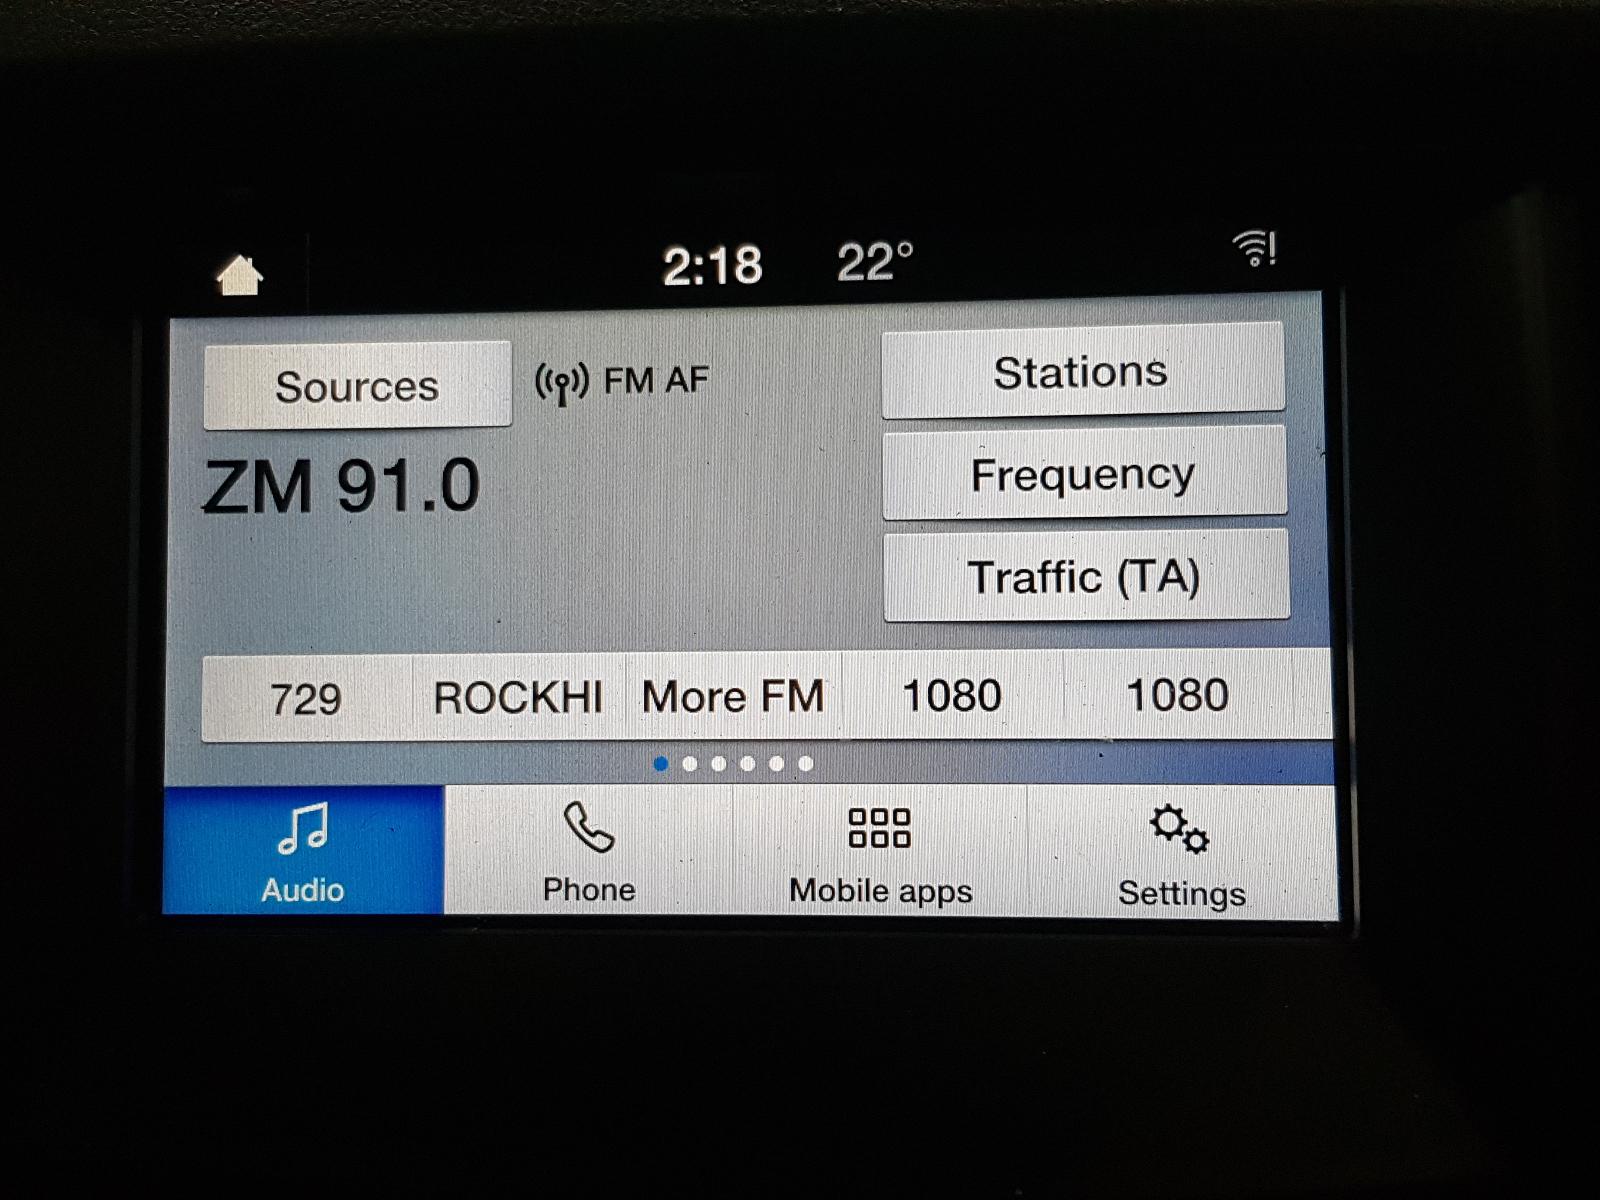 2:18 22°
Sources FM AF Stations
ZM 91.0 Frequency
Traffic (TA)
729 ROCKHI More FM 1080 1080
Audio Phone Mobile apps Settings